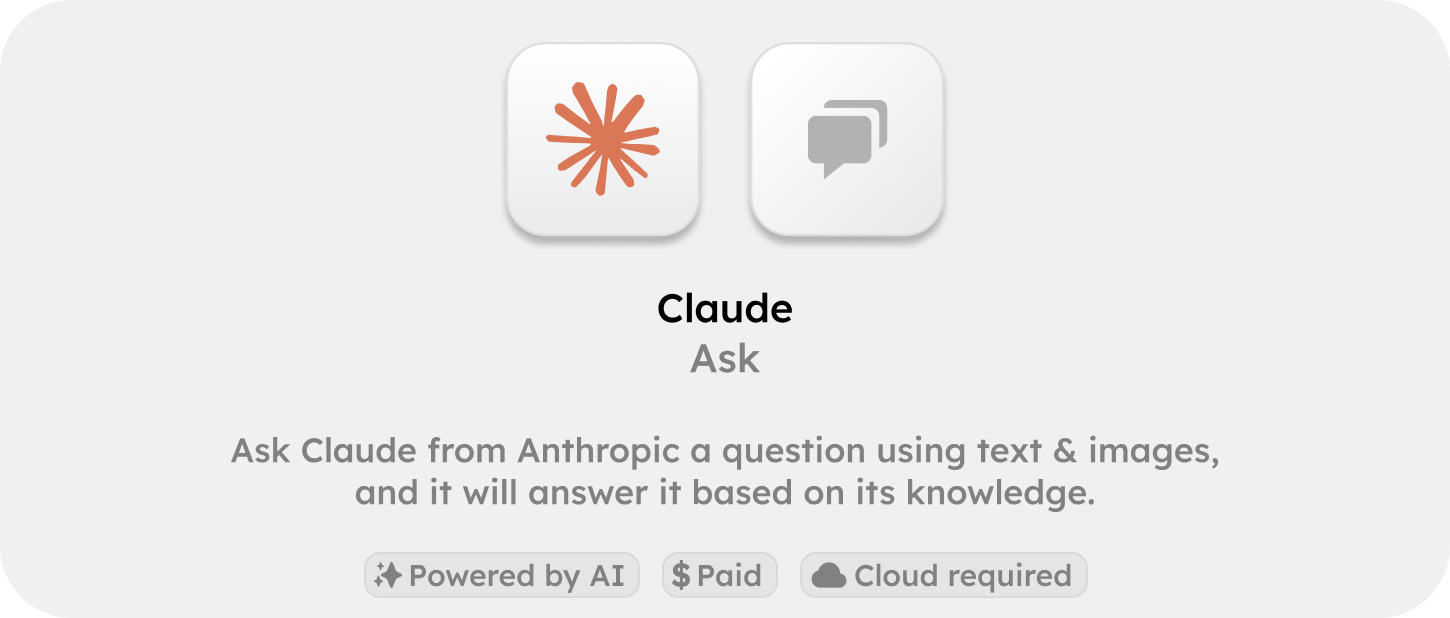 Claude
Ask
Ask Claude from Anthropic a question using text & images,
and it will answer it based on its knowledge.
Powered by AI
$ Paid
Cloud required